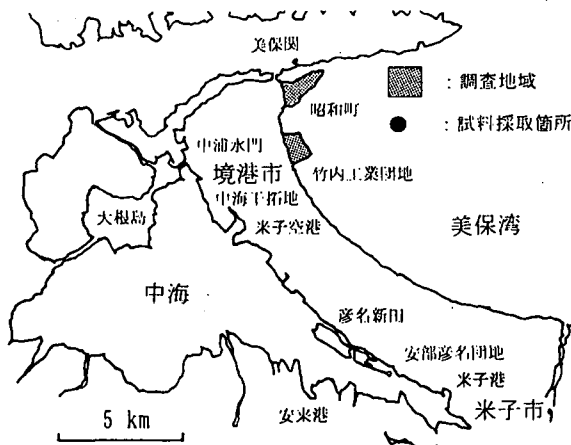 美保関
：調査地域
昭和町
：試料採取箇所
中浦水門
境港市
竹内工業団地
中海干拓地
大根島
米子空港
美保湾
中海
彦名新田
安部彦名団地
米子港
5 km
安来港
米子市